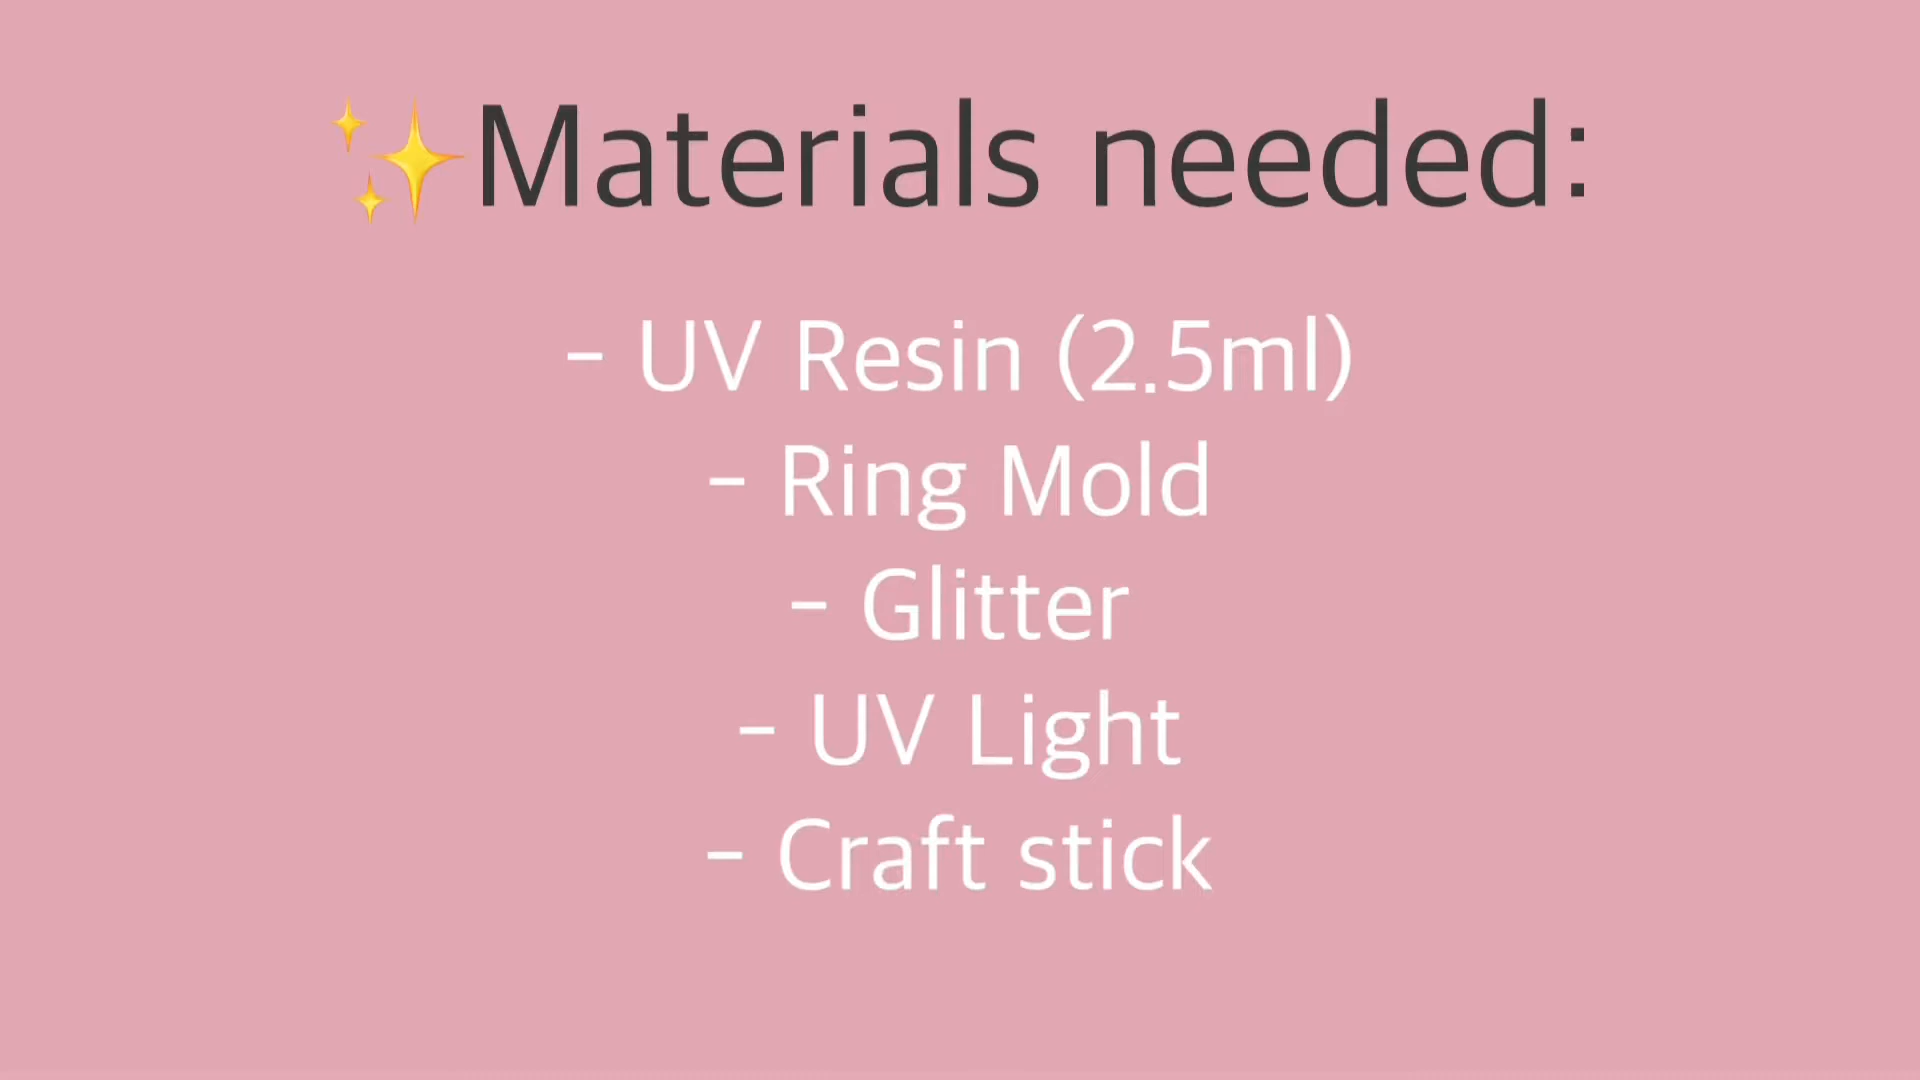 ✨Materials needed:
- UV Resin (2.5ml)
- Ring Mold
- Glitter
- UV Light
- Craft stick